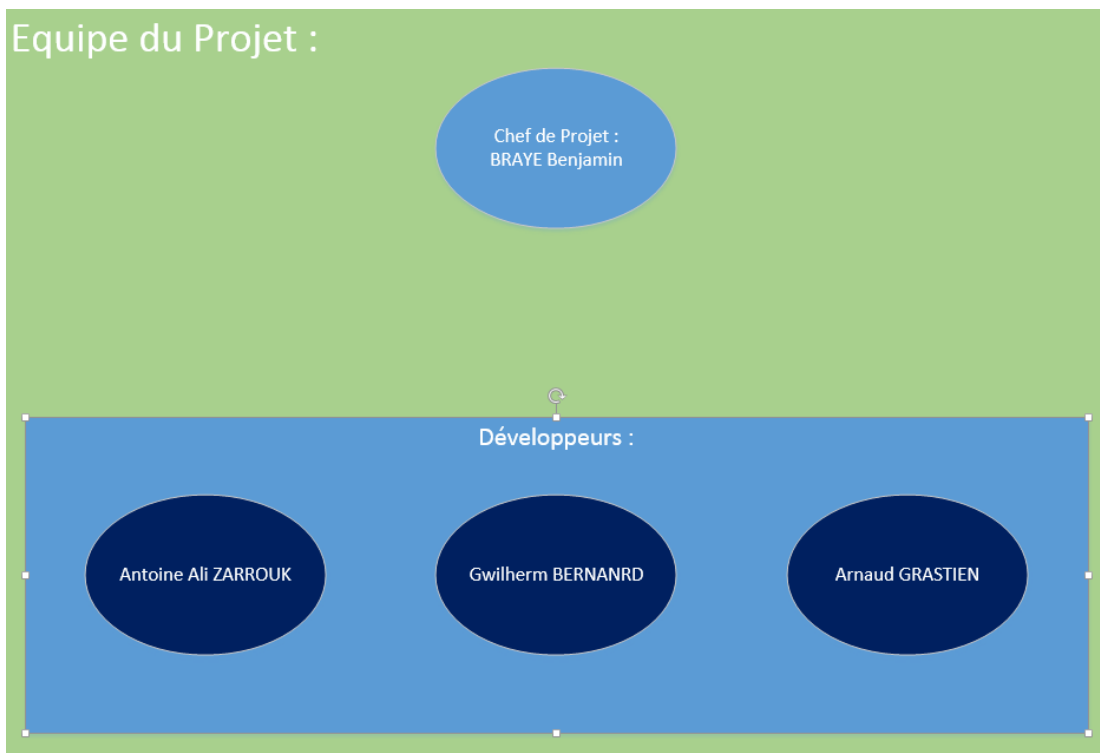 Equipe du Projet :
Chef de Projet :
BRAYE Benjamin
Développeurs :
Antoine Ali ZARROUK
Gwilherm BERNANRD
Arnaud GRASTIEN